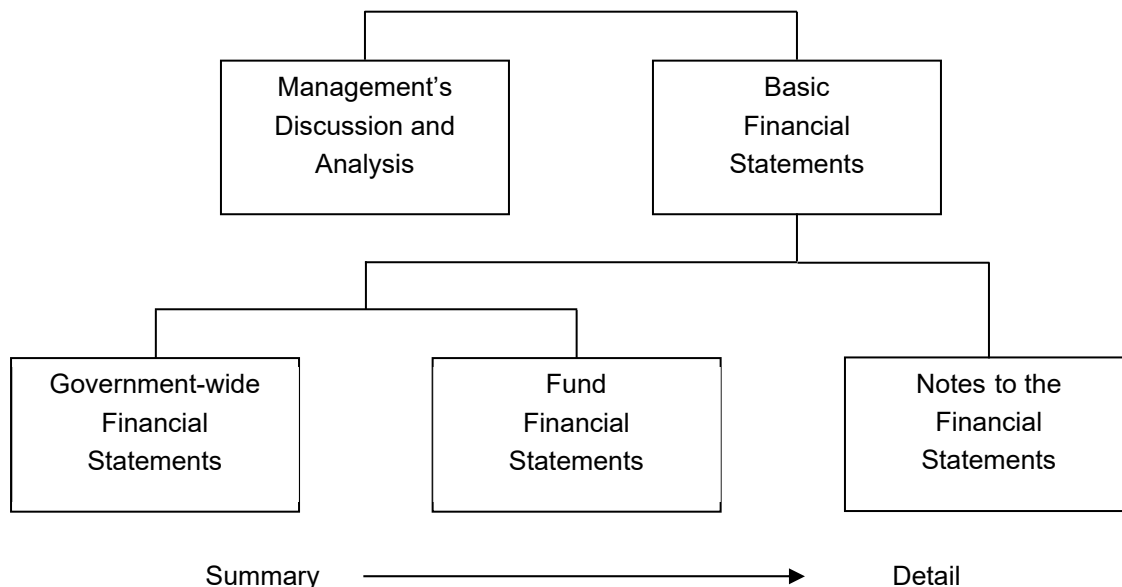 Management’s
Discussion and
Analysis
Basic
Financial
Statements
Government-wide
Financial
Statements
Fund
Financial
Statements
Notes to the
Financial
Statements
Summary
Detail